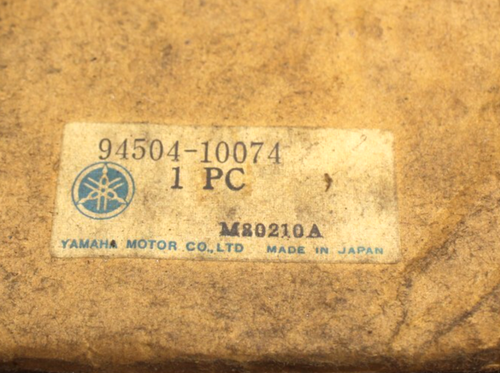 94504-10074
1 PC
M20210A
YAMAHA MOTOR CO., LTD MADE IN JAPAN